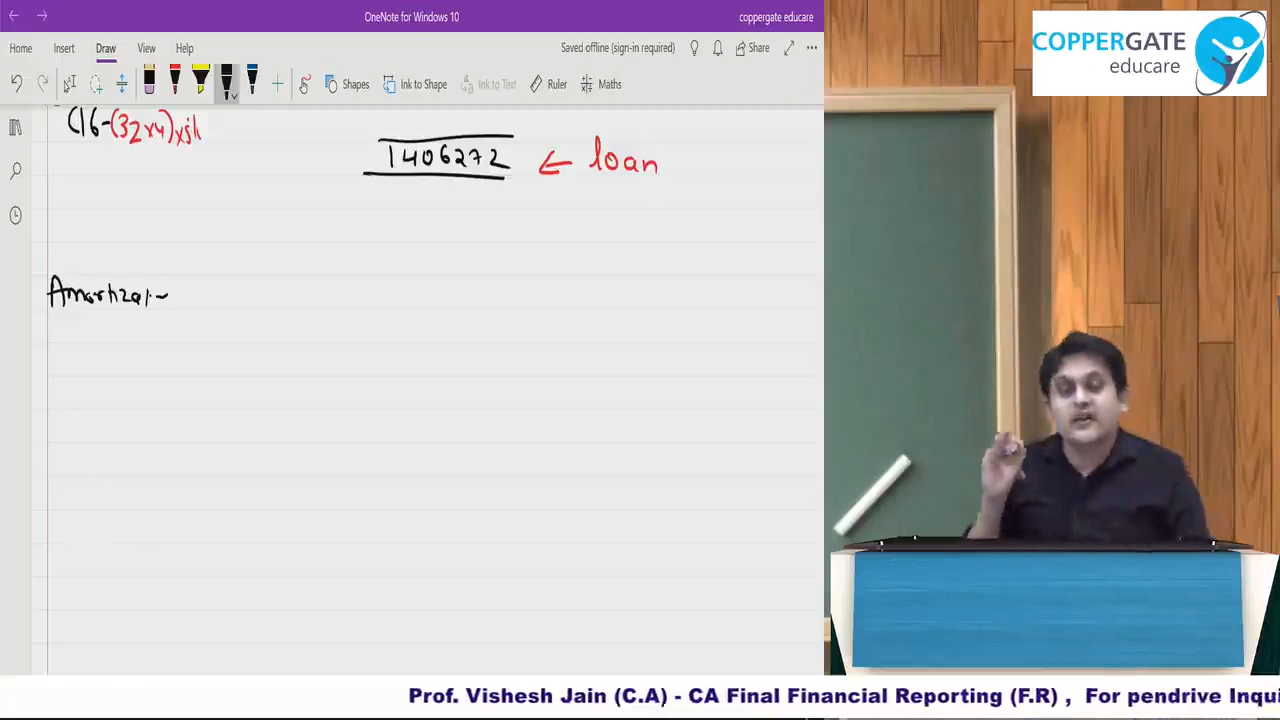 OneNote for Windows 10
coppergate educare
Home Insert Draw View Help
Saved offline (sign-in required)
Share
Shapes
Ink to Shape
Ink to Text
Ruler
Maths
COPPERGATE
educare
(16-(32x4)x
1406272 ← loan
Prof. Vishesh Jain (C.A) - CA Final Financial Reporting (F.R) , For pendrive Inqui